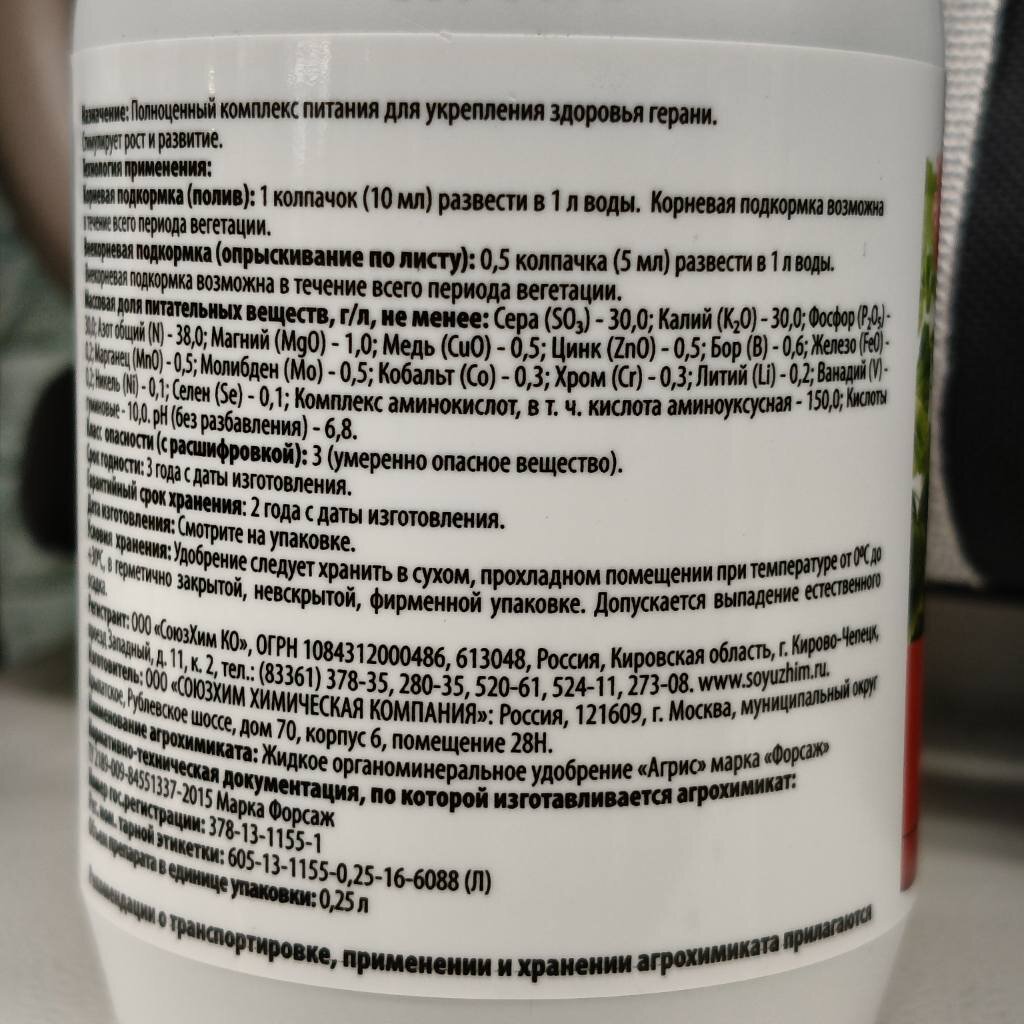 Назначение: Полноценный комплекс питания для укрепления здоровья герани.
Стимулирует рост и развитие.
Технология применения:
Корневая подкормка (полив): 1 колпачок (10 мл) развести в 1 л воды. Корневая подкормка возможна
в течение всего периода вегетации.
Внекорневая подкормка (опрыскивание по листу): 0,5 колпачка (5 мл) развести в 1 л воды.
Внекорневая подкормка возможна в течение всего периода вегетации.
Массовая доля питательных веществ, г/л, не менее: Сера (SO₃) - 30,0; Калий (K₂O) - 30,0; Фосфор (P₂O₅) -
30,0; Азот общий (N) - 38,0; Магний (MgO) - 1,0; Медь (CuO) - 0,5; Цинк (ZnO) - 0,5; Бор (B) - 0,6; Железо (FeO) -
0,2; Марганец (MnO) - 0,5; Молибден (Mo) - 0,5; Кобальт (Co) - 0,3; Хром (Cr) - 0,3; Литий (Li) - 0,2; Ванадий (V) -
0,2; Никель (Ni) - 0,1; Селен (Se) - 0,1; Комплекс аминокислот, в т. ч. кислота аминоуксусная - 150,0; Кислоты
гуминовые - 10,0. pH (без разбавления) - 6,8.
Класс опасности (с расшифровкой): 3 (умеренно опасное вещество).
Срок годности: 3 года с даты изготовления.
Гарантийный срок хранения: 2 года с даты изготовления.
Дата изготовления: Смотрите на упаковке.
Условия хранения: Удобрение следует хранить в сухом, прохладном помещении при температуре от 0°C до
+30°C, в герметично закрытой, невскрытой, фирменной упаковке. Допускается выпадение естественного
осадка.
Регистрант: ООО «СоюзХим КО», ОГРН 1084312000486, 613048, Россия, Кировская область, г. Кирово-Чепецк,
проезд Западный, д. 11, к. 2, тел.: (83361) 378-35, 280-35, 520-61, 524-11, 273-08. www.soyuzhim.ru.
Изготовитель: ООО «СОЮЗХИМ ХИМИЧЕСКАЯ КОМПАНИЯ»: Россия, 121609, г. Москва, муниципальный округ
Крылатское, Рублевское шоссе, дом 70, корпус 6, помещение 28Н.
Наименование агрохимиката: Жидкое органоминеральное удобрение «Агрис» марка «Форсаж»
Нормативно-техническая документация, по которой изготавливается агрохимикат:
ТУ 2189-009-84551337-2015 Марка Форсаж
Номер гос.регистрации: 378-13-1155-1
Рег. ном. тарной этикетки: 605-13-1155-0,25-16-6088 (Л)
Объем препарата в единице упаковки: 0,25 л
Рекомендации о транспортировке, применении и хранении агрохимиката прилагаются